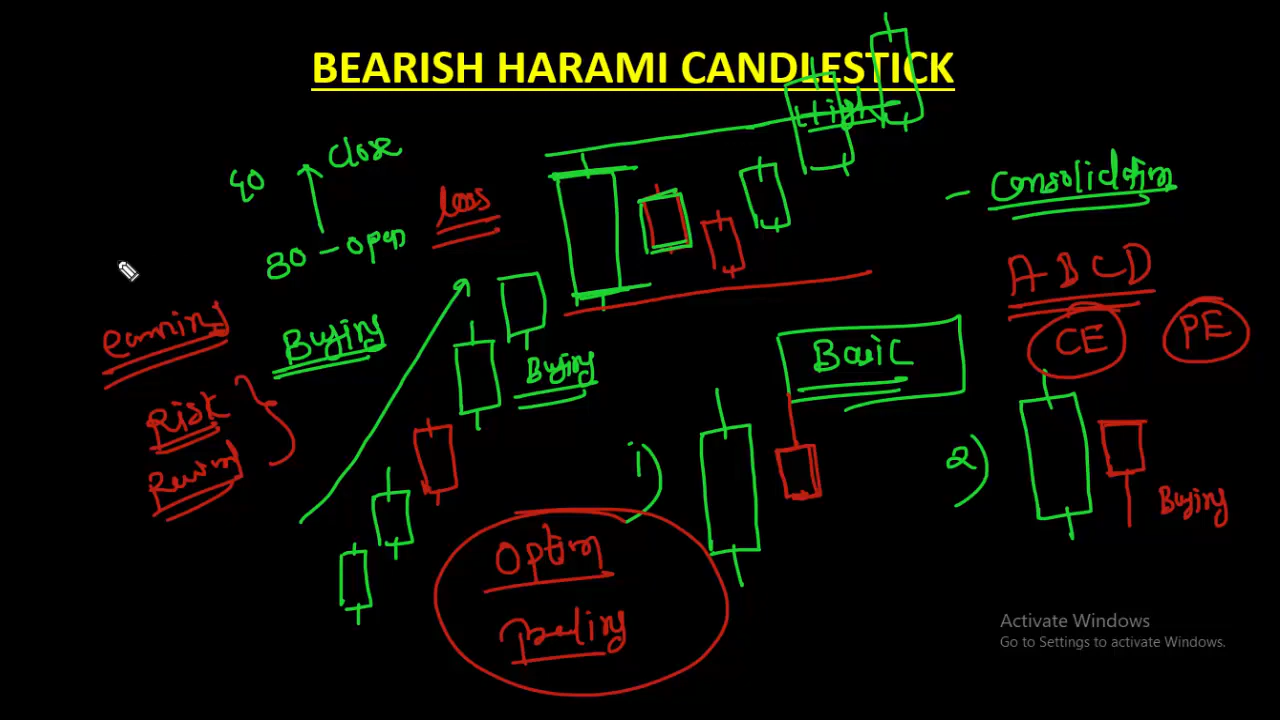 BEARISH HARAMI CANDLESTICK
High
close
40
loss
30 - open
- consolidation
ABCD
CE
PE
earning
Buying
Buying
Basic
Risk
Reward
1)
2)
Buying
Option
Trading
Activate Windows
Go to Settings to activate Windows.